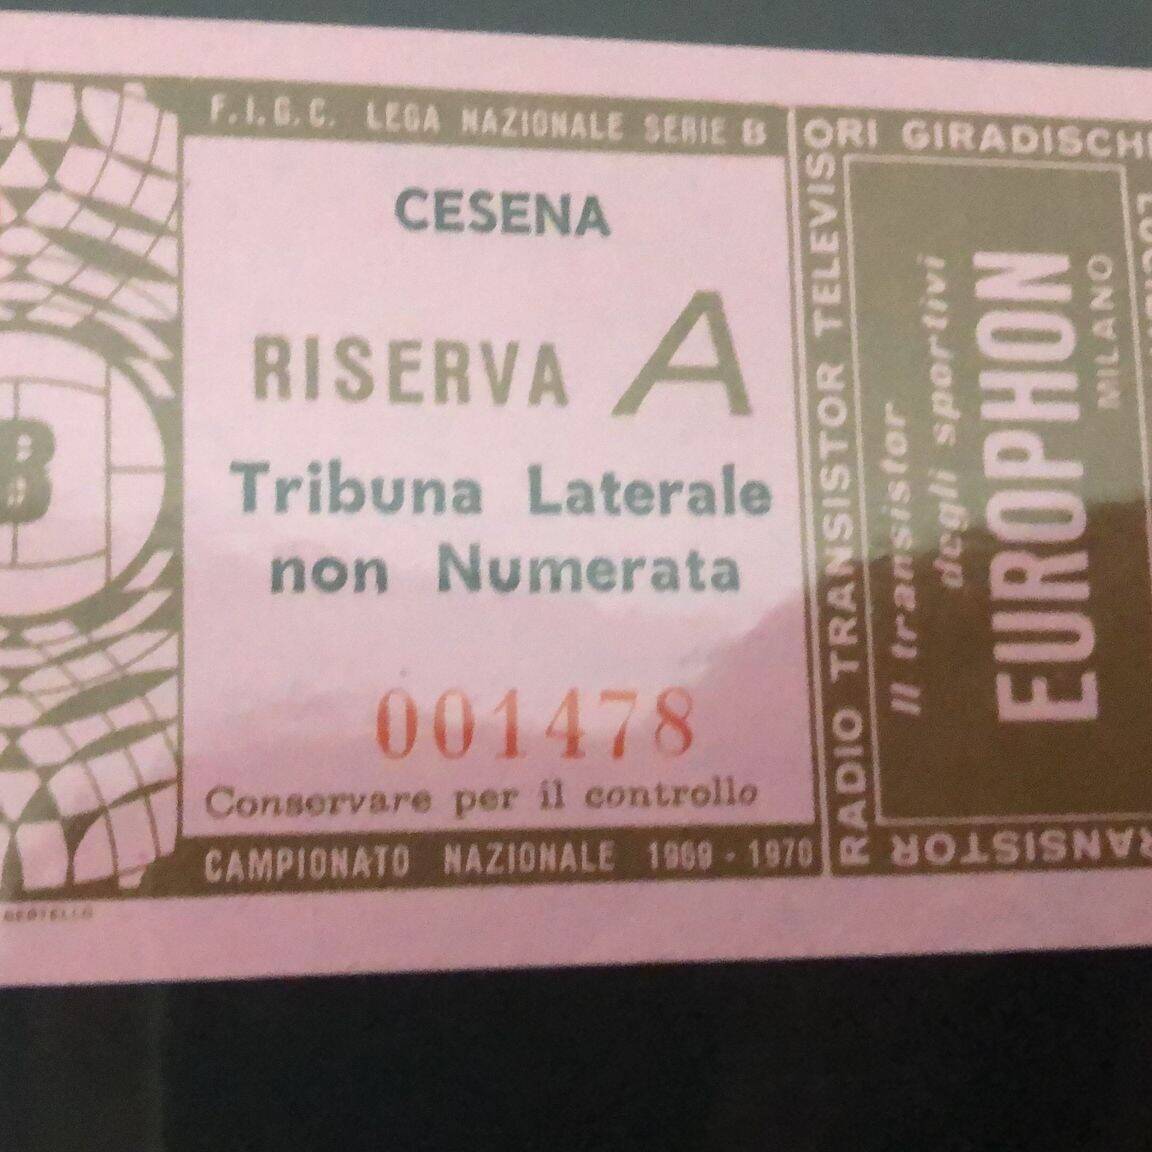 F.I.G.C. LEGA NAZIONALE SERIE B
CESENA
RISERVA A
Tribuna Laterale
non Numerata
001478
Conservare per il controllo
CAMPIONATO NAZIONALE 1969-1970
B
RADIO TRANSISTOR TELEVISORI GIRADISCHI
Il transistor
degli sportivi
EUROPHON
MILANO